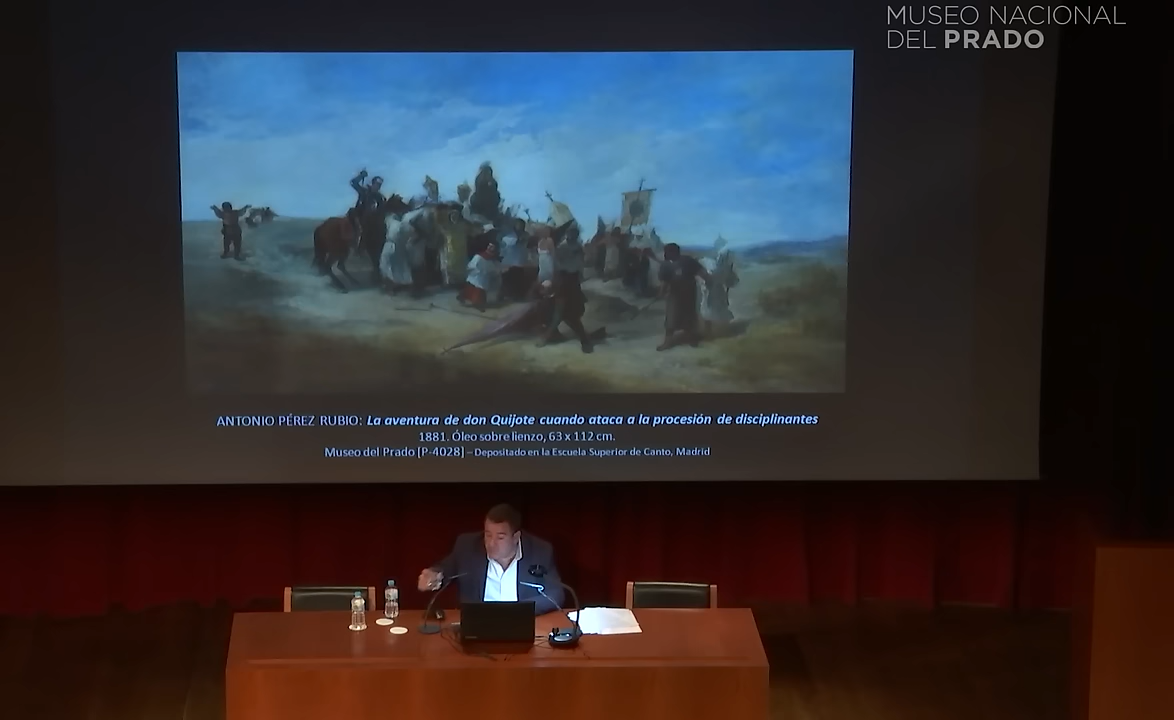 MUSEO NACIONAL
DEL PRADO
ANTONIO PÉREZ RUBIO: La aventura de don Quijote cuando ataca a la procesión de disciplinantes
1881. Óleo sobre lienzo, 63 x 112 cm.
Museo del Prado [P-4028] – Depositado en la Escuela Superior de Canto, Madrid